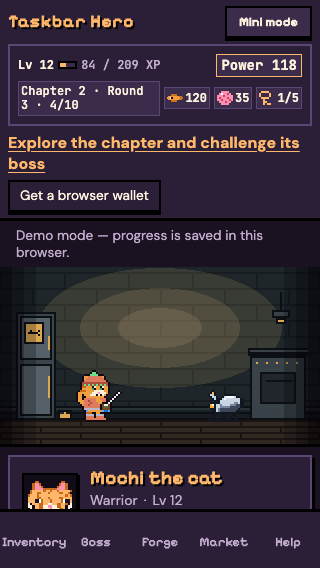 Taskbar Hero
Mini mode
Lv 12
84 / 209 XP
Power 118
Chapter 2 · Round
3 · 4/10
120
35
1/5
Explore the chapter and challenge its
boss
Get a browser wallet
Demo mode — progress is saved in this
browser.
Mochi the cat
Warrior · Lv 12
Inventory
Boss
Forge
Market
Help